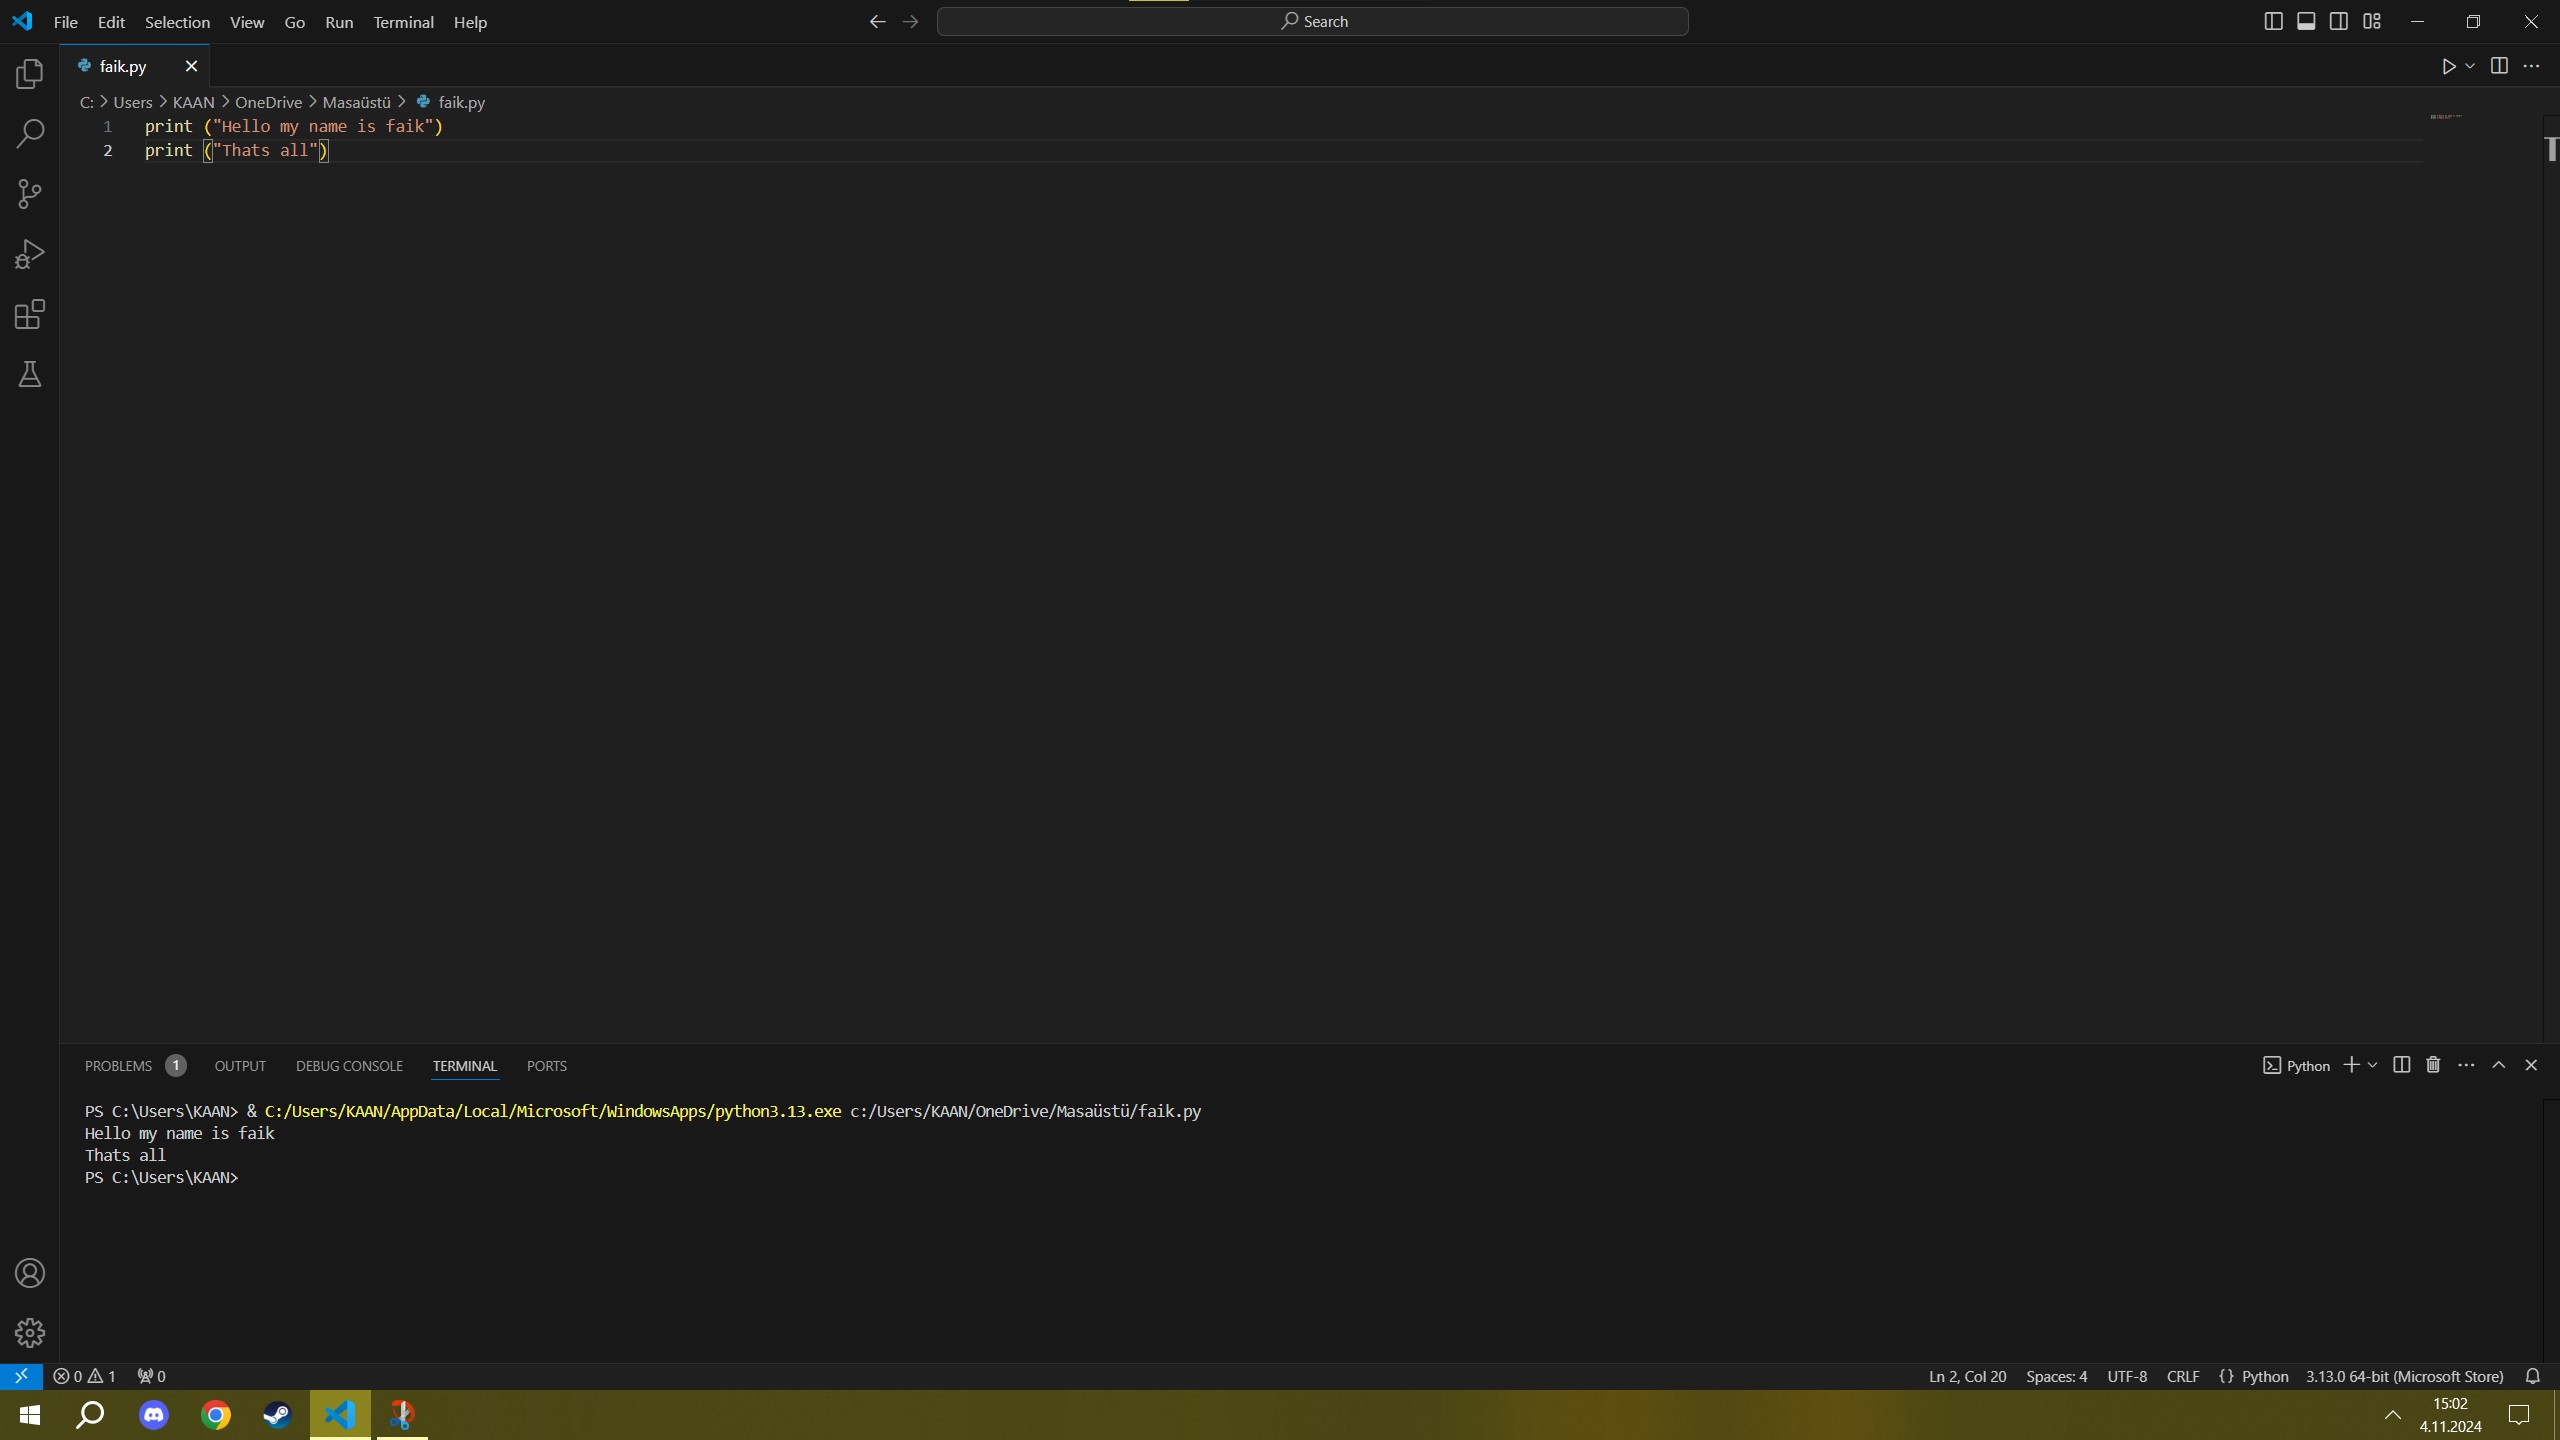 File Edit Selection View Go Run Terminal Help
Search
faik.py
C: > Users > KAAN > OneDrive > Masaüstü > faik.py
1 print ("Hello my name is faik")
2 print ("Thats all")
PROBLEMS 1 OUTPUT DEBUG CONSOLE TERMINAL PORTS
Python
PS C:\Users\KAAN> & C:/Users/KAAN/AppData/Local/Microsoft/WindowsApps/python3.13.exe c:/Users/KAAN/OneDrive/Masaüstü/faik.py
Hello my name is faik
Thats all
PS C:\Users\KAAN>
0 1 0
Ln 2, Col 20 Spaces: 4 UTF-8 CRLF {} Python 3.13.0 64-bit (Microsoft Store)
15:02
4.11.2024